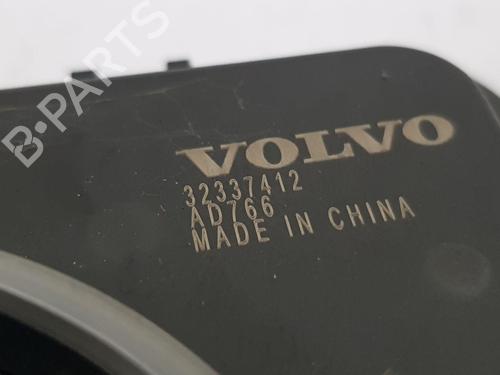 B-PARTS
VOLVO
32337412
AD766
MADE IN CHINA